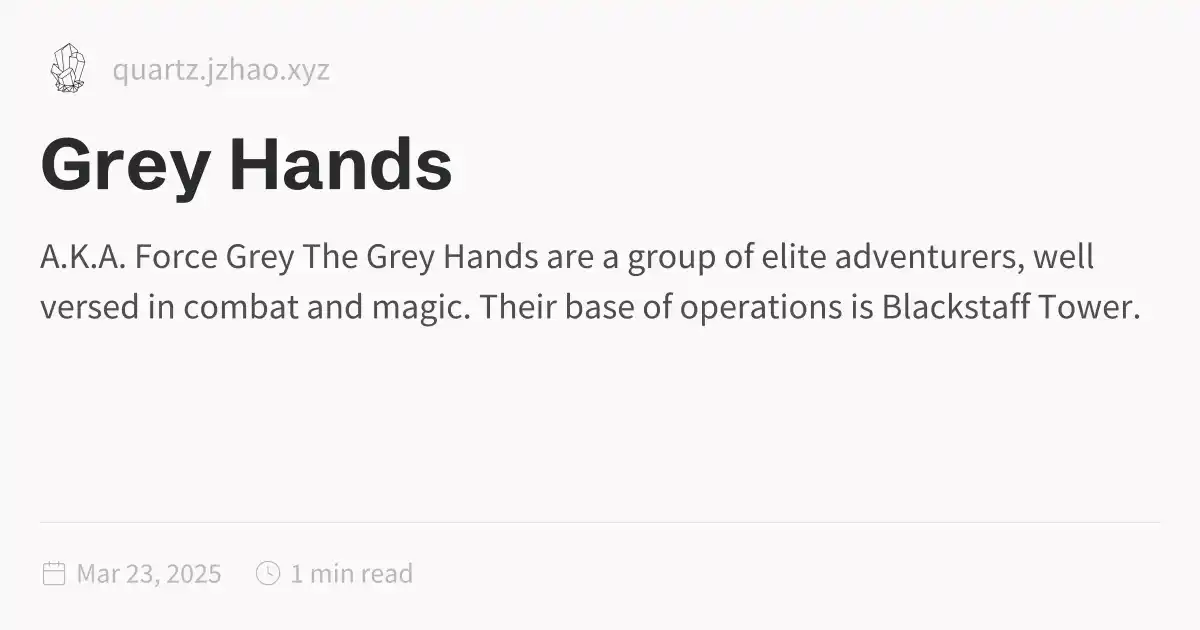 quartz.jzhao.xyz
Grey Hands
A.K.A. Force Grey The Grey Hands are a group of elite adventurers, well
versed in combat and magic. Their base of operations is Blackstaff Tower.
Mar 23, 2025 1 min read